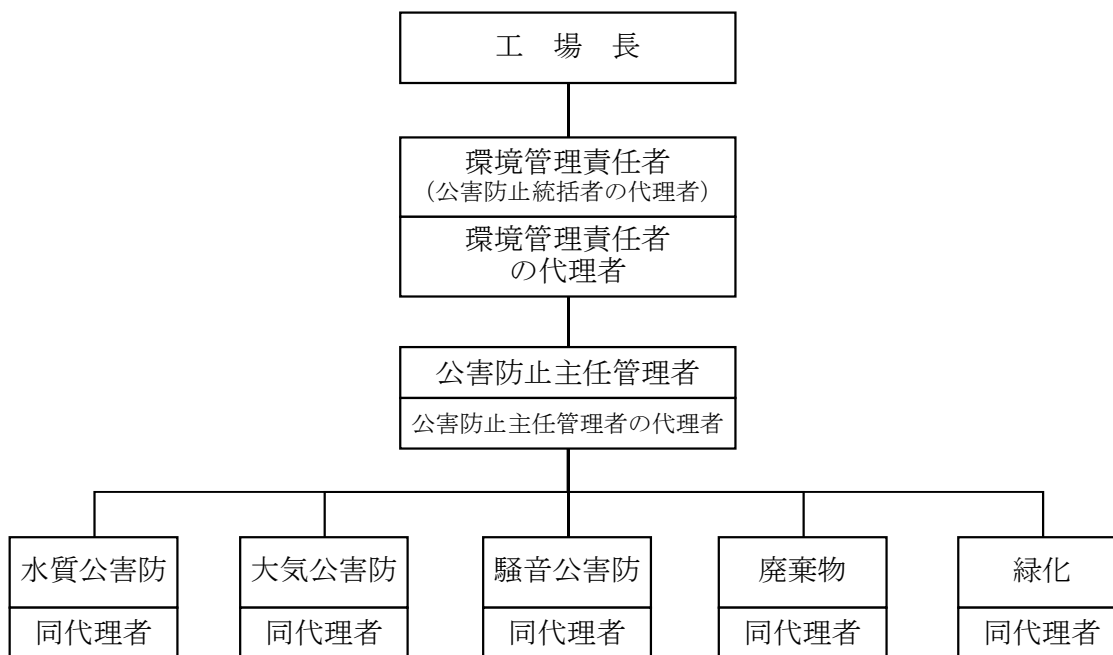 工 場 長
環境管理責任者
（公害防止統括者の代理者）
環境管理責任者
の代理者
公害防止主任管理者
公害防止主任管理者の代理者
水質公害防
大気公害防
騒音公害防
廃棄物
緑化
同代理者
同代理者
同代理者
同代理者
同代理者